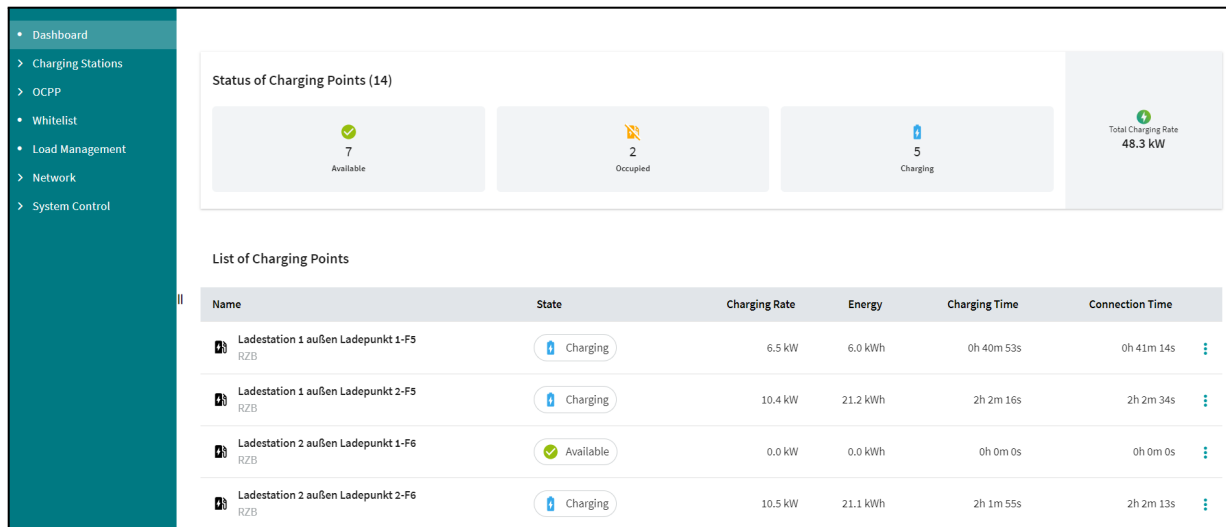 Dashboard
Charging Stations
OCPP
Whitelist
Load Management
Network
System Control
Status of Charging Points (14)
7
Available
2
Occupied
5
Charging
Total Charging Rate
48.3 kW
List of Charging Points
Name State Charging Rate Energy Charging Time Connection Time
Ladestation 1 außen Ladepunkt 1-F5
RZB
Charging 6.5 kW 6.0 kWh 0h 40m 53s 0h 41m 14s
Ladestation 1 außen Ladepunkt 2-F5
RZB
Charging 10.4 kW 21.2 kWh 2h 2m 16s 2h 2m 34s
Ladestation 2 außen Ladepunkt 1-F6
RZB
Available 0.0 kW 0.0 kWh 0h 0m 0s 0h 0m 0s
Ladestation 2 außen Ladepunkt 2-F6
RZB
Charging 10.5 kW 21.1 kWh 2h 1m 55s 2h 2m 13s